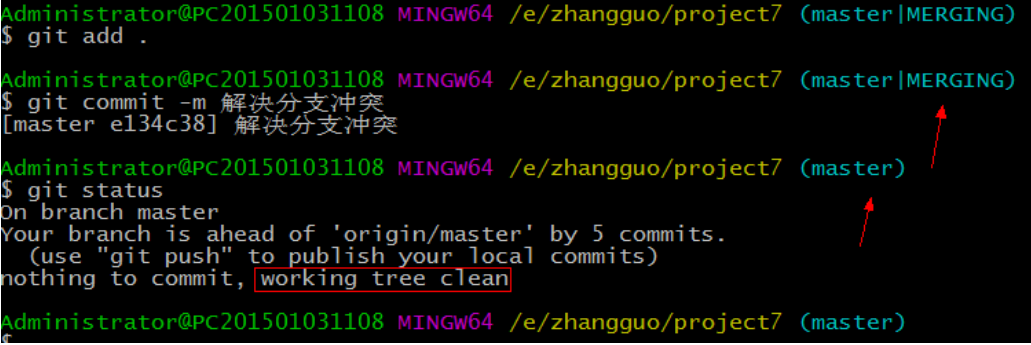 Administrator@PC201501031108 MINGW64 /e/zhangguo/project7 (master|MERGING)
$ git add .
Administrator@PC201501031108 MINGW64 /e/zhangguo/project7 (master|MERGING)
$ git commit -m 解决分支冲突
[master e134c38] 解决分支冲突
Administrator@PC201501031108 MINGW64 /e/zhangguo/project7 (master)
$ git status
On branch master
Your branch is ahead of 'origin/master' by 5 commits.
  (use "git push" to publish your local commits)
nothing to commit, working tree clean
Administrator@PC201501031108 MINGW64 /e/zhangguo/project7 (master)
$